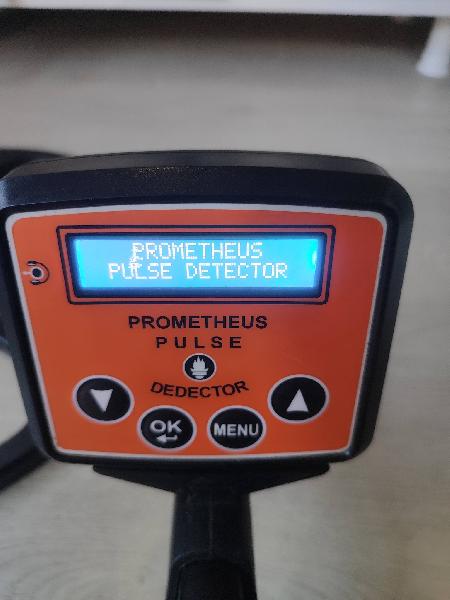 PROMETHEUS
PULSE DETECTOR
PROMETHEUS
PULSE
DEDECTOR
OK
MENU